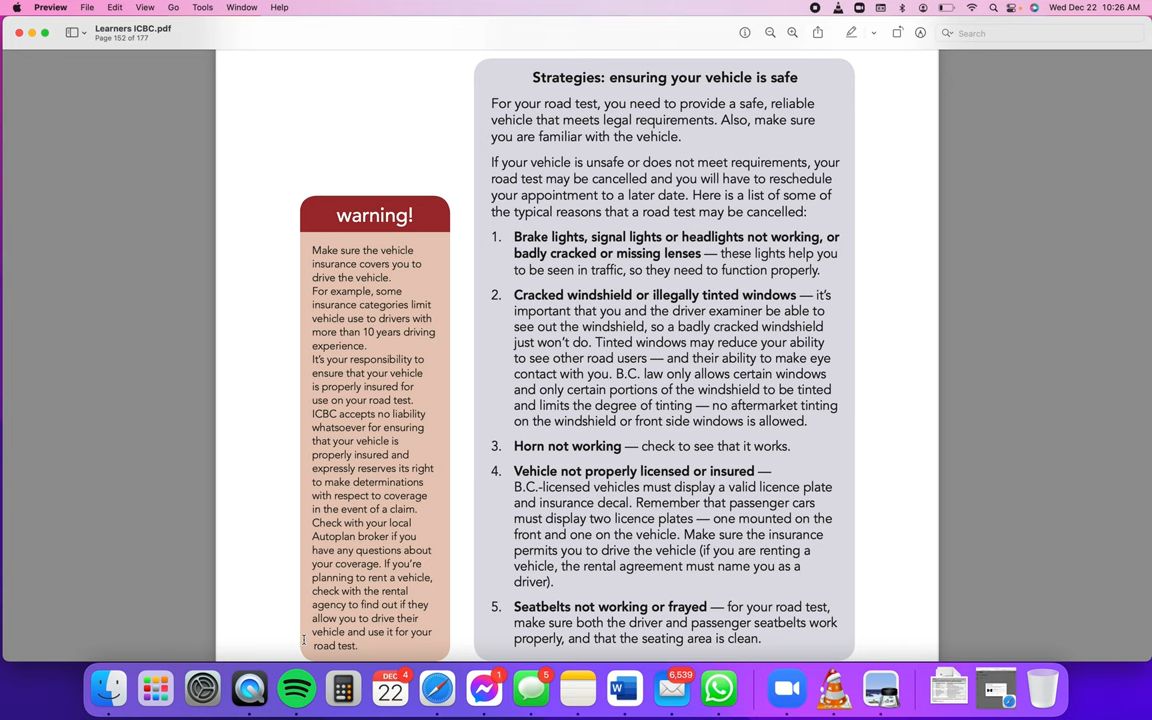 Preview File Edit View Go Tools Window Help
Wed Dec 22 10:26 AM
Learners ICBC.pdf
Page 152 of 177
Search
Strategies: ensuring your vehicle is safe
For your road test, you need to provide a safe, reliable
vehicle that meets legal requirements. Also, make sure
you are familiar with the vehicle.
If your vehicle is unsafe or does not meet requirements, your
road test may be cancelled and you will have to reschedule
your appointment to a later date. Here is a list of some of
the typical reasons that a road test may be cancelled:
1. Brake lights, signal lights or headlights not working, or
badly cracked or missing lenses — these lights help you
to be seen in traffic, so they need to function properly.
2. Cracked windshield or illegally tinted windows — it's
important that you and the driver examiner be able to
see out the windshield, so a badly cracked windshield
just won't do. Tinted windows may reduce your ability
to see other road users — and their ability to make eye
contact with you. B.C. law only allows certain windows
and only certain portions of the windshield to be tinted
and limits the degree of tinting — no aftermarket tinting
on the windshield or front side windows is allowed.
3. Horn not working — check to see that it works.
4. Vehicle not properly licensed or insured —
B.C.-licensed vehicles must display a valid licence plate
and insurance decal. Remember that passenger cars
must display two licence plates — one mounted on the
front and one on the vehicle. Make sure the insurance
permits you to drive the vehicle (if you are renting a
vehicle, the rental agreement must name you as a
driver).
5. Seatbelts not working or frayed — for your road test,
make sure both the driver and passenger seatbelts work
properly, and that the seating area is clean.
warning!
Make sure the vehicle
insurance covers you to
drive the vehicle.
For example, some
insurance categories limit
vehicle use to drivers with
more than 10 years driving
experience.
It's your responsibility to
ensure that your vehicle
is properly insured for
use on your road test.
ICBC accepts no liability
whatsoever for ensuring
that your vehicle is
properly insured and
expressly reserves its right
to make determinations
with respect to coverage
in the event of a claim.
Check with your local
Autoplan broker if you
have any questions about
your coverage. If you're
planning to rent a vehicle,
check with the rental
agency to find out if they
allow you to drive their
vehicle and use it for your
road test.
DEC 4
22
1
5
6,539